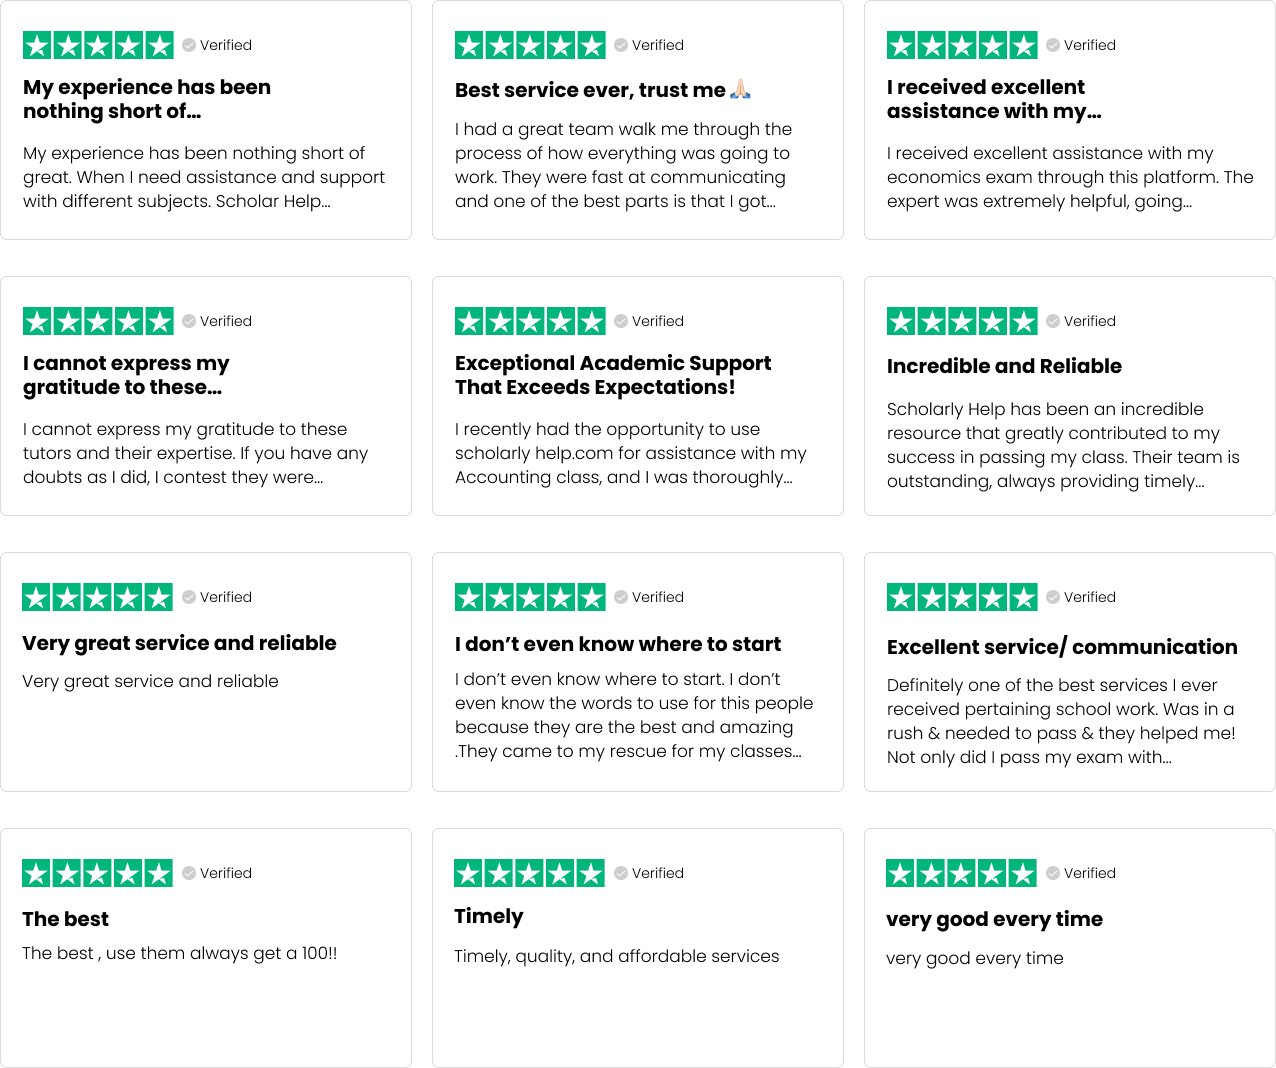 Verified
My experience has been
nothing short of...
My experience has been nothing short of
great. When I need assistance and support
with different subjects. Scholar Help...
Verified
Best service ever, trust me🙏🏻
I had a great team walk me through the
process of how everything was going to
work. They were fast at communicating
and one of the best parts is that I got...
Verified
I received excellent
assistance with my...
I received excellent assistance with my
economics exam through this platform. The
expert was extremely helpful, going...
Verified
I cannot express my
gratitude to these...
I cannot express my gratitude to these
tutors and their expertise. If you have any
doubts as I did, I contest they were...
Verified
Exceptional Academic Support
That Exceeds Expectations!
I recently had the opportunity to use
scholarly help.com for assistance with my
Accounting class, and I was thoroughly...
Verified
Incredible and Reliable
Scholarly Help has been an incredible
resource that greatly contributed to my
success in passing my class. Their team is
outstanding, always providing timely...
Verified
Very great service and reliable
Very great service and reliable
Verified
I don’t even know where to start
I don’t even know where to start. I don’t
even know the words to use for this people
because they are the best and amazing
.They came to my rescue for my classes...
Verified
Excellent service/ communication
Definitely one of the best services I ever
received pertaining school work. Was in a
rush & needed to pass & they helped me!
Not only did I pass my exam with...
Verified
The best
The best , use them always get a 100!!
Verified
Timely
Timely, quality, and affordable services
Verified
very good every time
very good every time